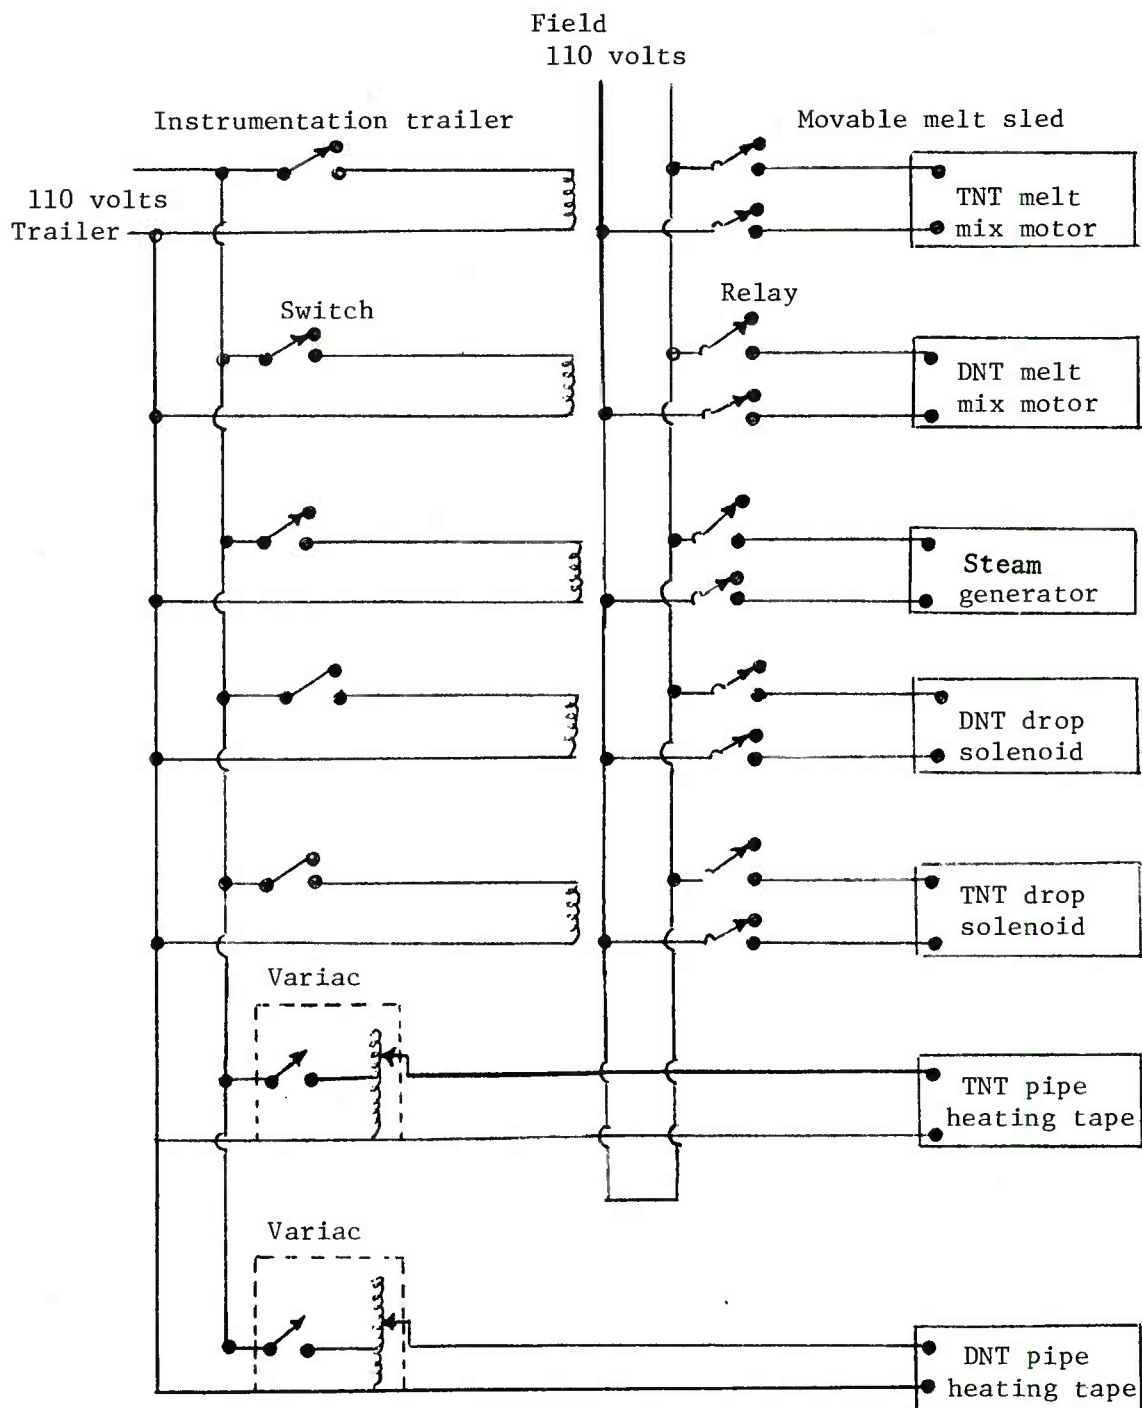 Field
110 volts
Instrumentation trailer
Movable melt sled
110 volts
Trailer
TNT melt
mix motor
Switch
Relay
DNT melt
mix motor
Steam
generator
DNT drop
solenoid
TNT drop
solenoid
Variac
TNT pipe
heating tape
Variac
DNT pipe
heating tape